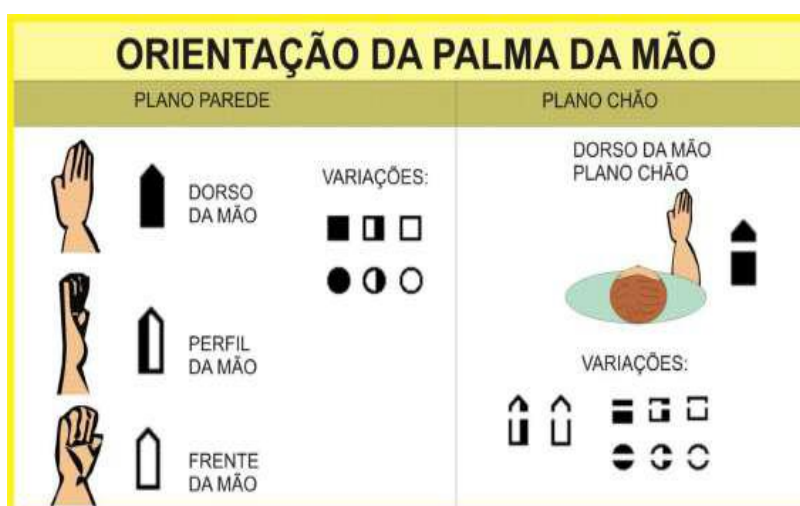 ORIENTAÇÃO DA PALMA DA MÃO
PLANO PAREDE
PLANO CHÃO
DORSO
DA MÃO
VARIAÇÕES:
PERFIL
DA MÃO
FRENTE
DA MÃO
DORSO DA MÃO
PLANO CHÃO
VARIAÇÕES: